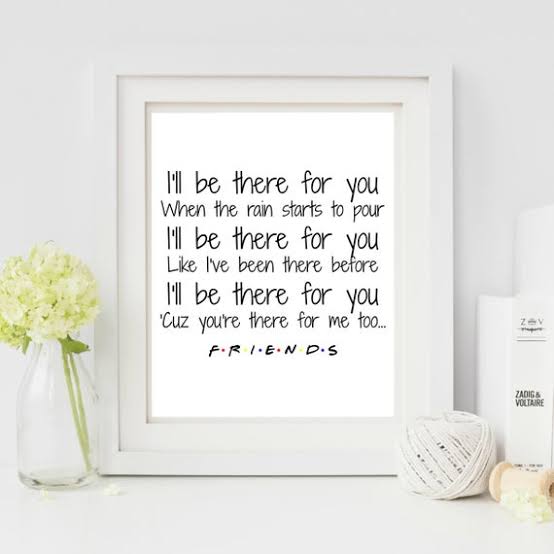 I'll be there for you
When the rain starts to pour
I'll be there for you
Like I've been there before
I'll be there for you
'Cuz you're there for me too...
F•R•I•E•N•D•S
Z V
ZADIG &
VOLTAIRE